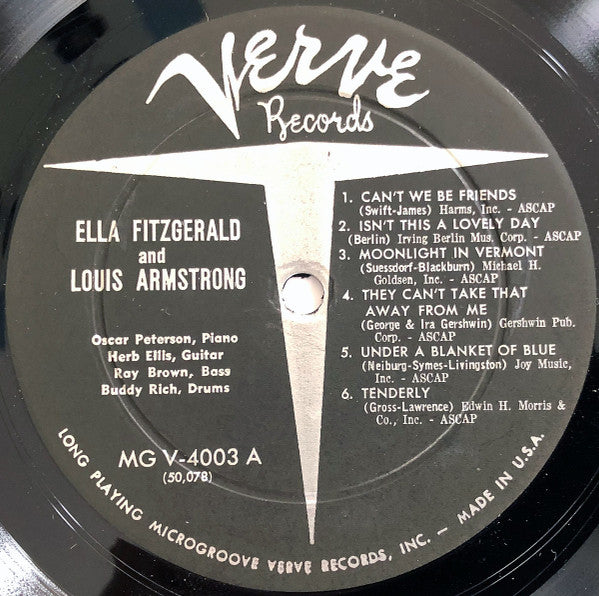 Verve
Records
ELLA FITZGERALD
and
LOUIS ARMSTRONG
Oscar Peterson, Piano
Herb Ellis, Guitar
Ray Brown, Bass
Buddy Rich, Drums
MG V-4003 A
(50,078)
1. CAN'T WE BE FRIENDS
(Swift-James) Harms, Inc. - ASCAP
2. ISN'T THIS A LOVELY DAY
(Berlin) Irving Berlin Mus. Corp. - ASCAP
3. MOONLIGHT IN VERMONT
(Suessdorf-Blackburn) Michael H.
Goldsen, Inc. - ASCAP
4. THEY CAN'T TAKE THAT
AWAY FROM ME
(George & Ira Gershwin) Gershwin Pub.
Corp. - ASCAP
5. UNDER A BLANKET OF BLUE
(Neiburg-Symes-Livingston) Joy Music,
Inc. - ASCAP
6. TENDERLY
(Gross-Lawrence) Edwin H. Morris &
Co., Inc. - ASCAP
LONG PLAYING MICROGROOVE VERVE RECORDS, INC. – MADE IN U.S.A.